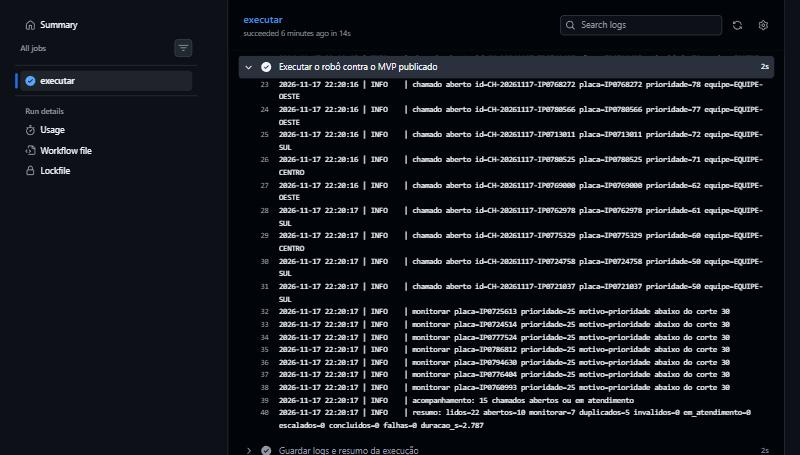 Summary
All jobs
executar
Run details
Usage
Workflow file
Lockfile
executar
succeeded 6 minutes ago in 14s
Search logs
Executar o robô contra o MVP publicado 2s
23 2026-11-17 22:20:16 | INFO | chamado aberto id=CH-20261117-IP0768272 placa=IP0768272 prioridade=78 equipe=EQUIPE-
OESTE
24 2026-11-17 22:20:16 | INFO | chamado aberto id=CH-20261117-IP0780566 placa=IP0780566 prioridade=77 equipe=EQUIPE-
OESTE
25 2026-11-17 22:20:16 | INFO | chamado aberto id=CH-20261117-IP0713011 placa=IP0713011 prioridade=72 equipe=EQUIPE-
SUL
26 2026-11-17 22:20:16 | INFO | chamado aberto id=CH-20261117-IP0780525 placa=IP0780525 prioridade=71 equipe=EQUIPE-
CENTRO
27 2026-11-17 22:20:17 | INFO | chamado aberto id=CH-20261117-IP0769000 placa=IP0769000 prioridade=62 equipe=EQUIPE-
OESTE
28 2026-11-17 22:20:17 | INFO | chamado aberto id=CH-20261117-IP0762978 placa=IP0762978 prioridade=61 equipe=EQUIPE-
SUL
29 2026-11-17 22:20:17 | INFO | chamado aberto id=CH-20261117-IP0775329 placa=IP0775329 prioridade=60 equipe=EQUIPE-
CENTRO
30 2026-11-17 22:20:17 | INFO | chamado aberto id=CH-20261117-IP0724758 placa=IP0724758 prioridade=50 equipe=EQUIPE-
SUL
31 2026-11-17 22:20:17 | INFO | chamado aberto id=CH-20261117-IP0721037 placa=IP0721037 prioridade=50 equipe=EQUIPE-
SUL
32 2026-11-17 22:20:17 | INFO | monitorar placa=IP0725613 prioridade=25 motivo=prioridade abaixo do corte 30
33 2026-11-17 22:20:17 | INFO | monitorar placa=IP0724514 prioridade=25 motivo=prioridade abaixo do corte 30
34 2026-11-17 22:20:17 | INFO | monitorar placa=IP0777524 prioridade=25 motivo=prioridade abaixo do corte 30
35 2026-11-17 22:20:17 | INFO | monitorar placa=IP0786812 prioridade=25 motivo=prioridade abaixo do corte 30
36 2026-11-17 22:20:17 | INFO | monitorar placa=IP0794630 prioridade=25 motivo=prioridade abaixo do corte 30
37 2026-11-17 22:20:17 | INFO | monitorar placa=IP0776404 prioridade=25 motivo=prioridade abaixo do corte 30
38 2026-11-17 22:20:17 | INFO | monitorar placa=IP0760993 prioridade=25 motivo=prioridade abaixo do corte 30
39 2026-11-17 22:20:17 | INFO | acompanhamento: 15 chamados abertos ou em atendimento
40 2026-11-17 22:20:17 | INFO | resumo: lidos=22 abertos=10 monitorar=7 duplicados=5 invalidos=0 em_atendimento=0
escalados=0 concluidos=0 falhas=0 duracao_s=2.787
Guardar logs e resumo da execução 2s